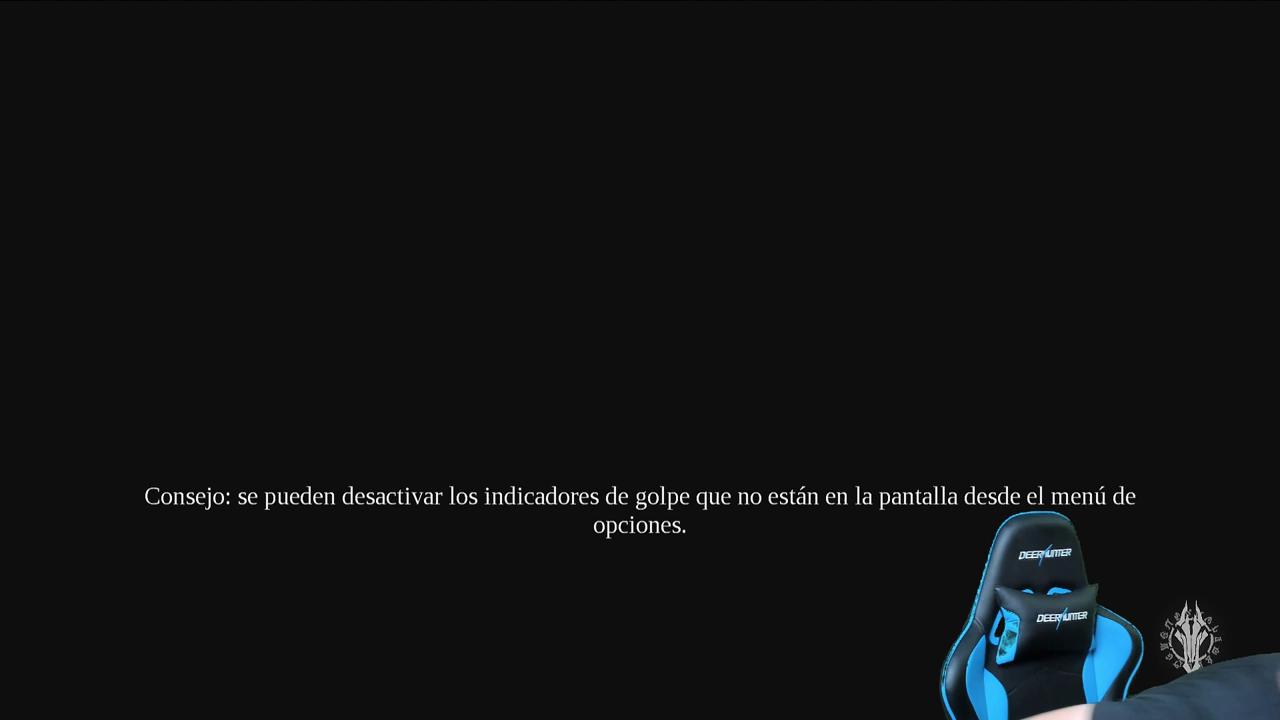 Consejo: se pueden desactivar los indicadores de golpe que no están en la pantalla desde el menú de
opciones.
DEERHUNTER
DEERHUNTER